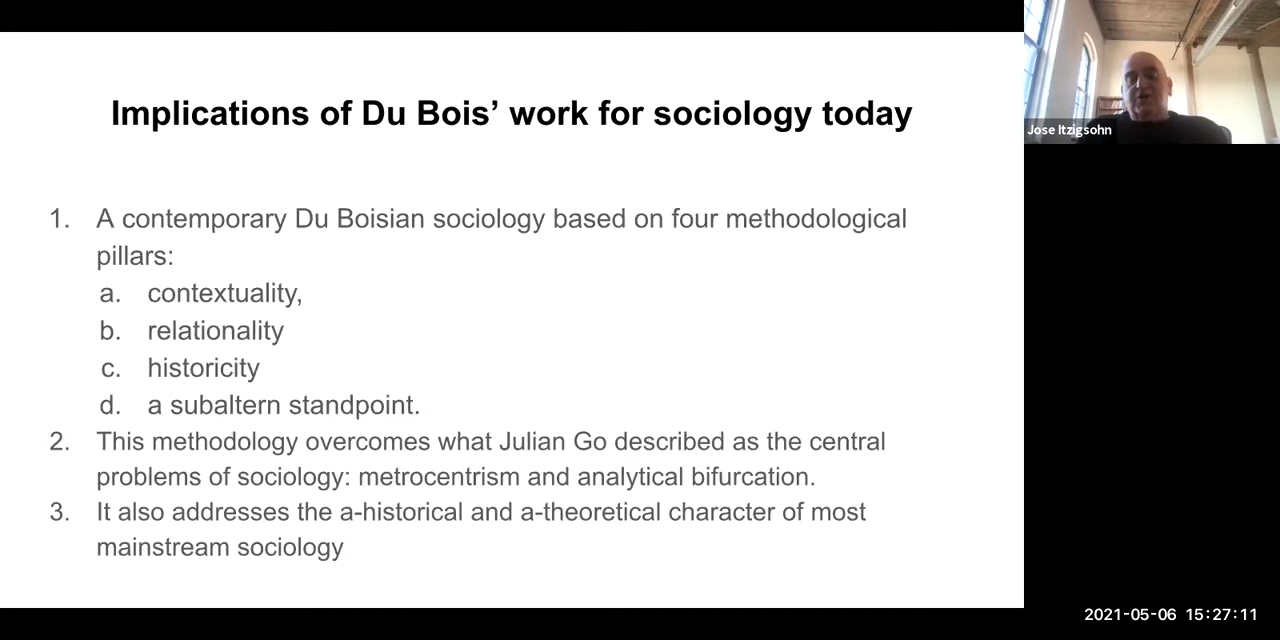 Implications of Du Bois’ work for sociology today
1. A contemporary Du Boisian sociology based on four methodological
pillars:
a. contextuality,
b. relationality
c. historicity
d. a subaltern standpoint.
2. This methodology overcomes what Julian Go described as the central
problems of sociology: metrocentrism and analytical bifurcation.
3. It also addresses the a-historical and a-theoretical character of most
mainstream sociology
Jose Itzigsohn
2021-05-06 15:27:11